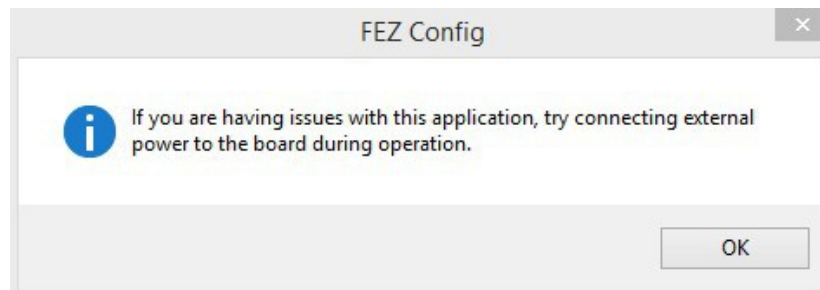 FEZ Config
If you are having issues with this application, try connecting external
power to the board during operation.
OK